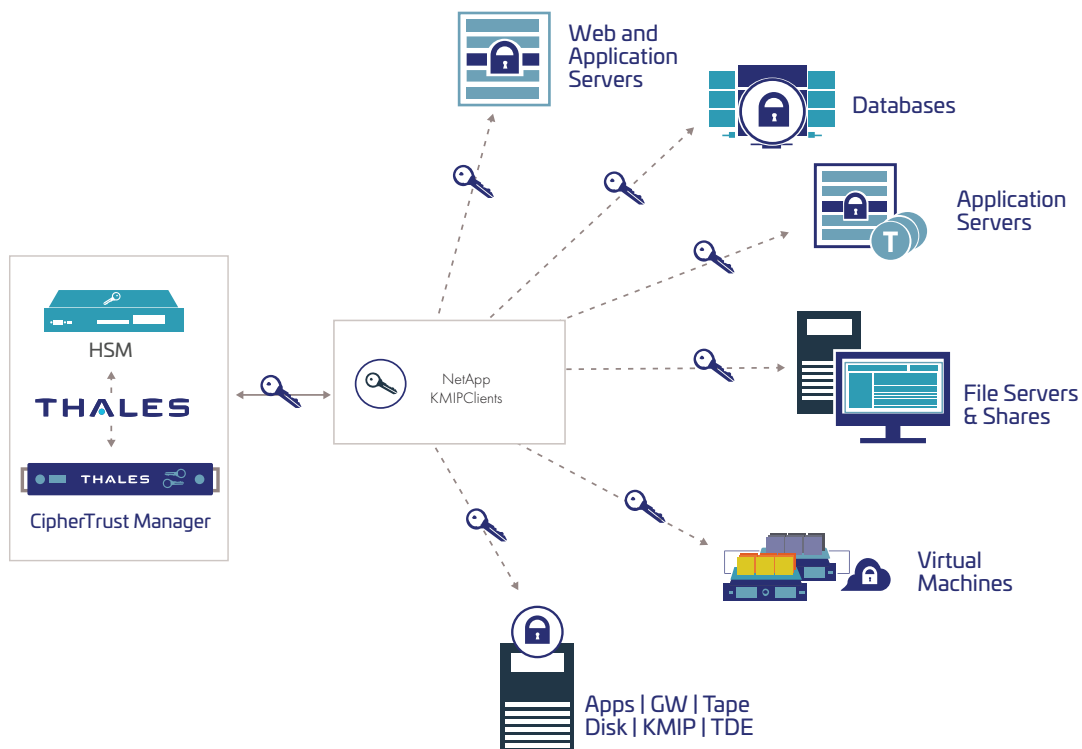 Web and
Application
Servers
Databases
Application
Servers
T
HSM
THALES
THALES
CipherTrust Manager
NetApp
KMIPClients
File Servers
& Shares
Virtual
Machines
Apps | GW | Tape
Disk | KMIP | TDE